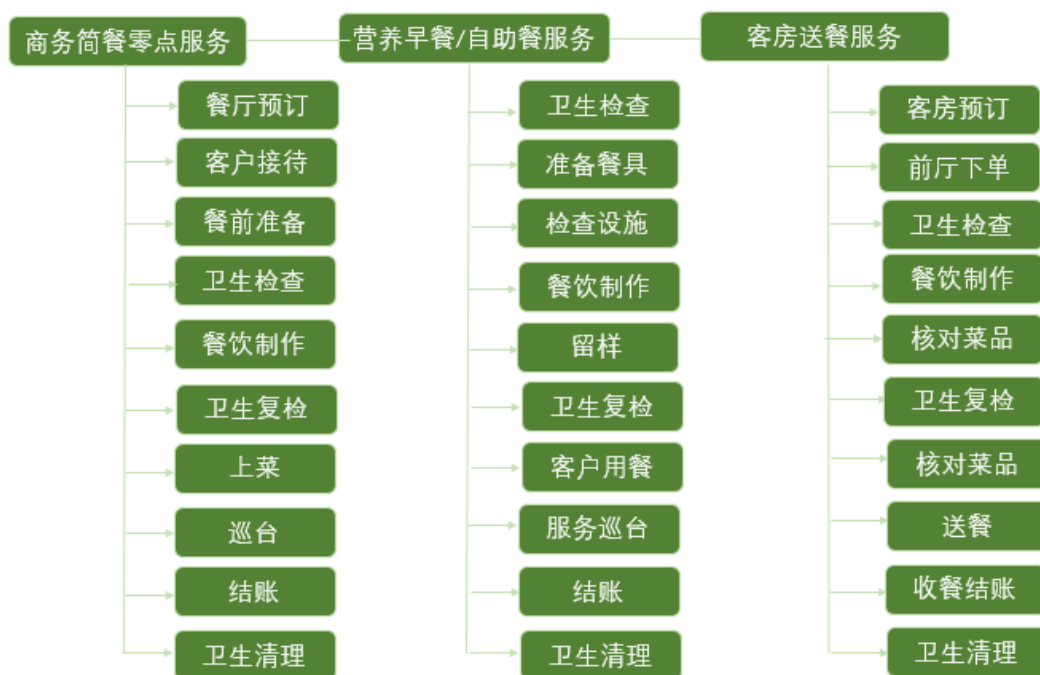 商务简餐零点服务
营养早餐/自助餐服务
客房送餐服务
餐厅预订
客户接待
餐前准备
卫生检查
餐饮制作
卫生复检
上菜
巡台
结账
卫生清理
卫生检查
准备餐具
检查设施
餐饮制作
留样
卫生复检
客户用餐
服务巡台
结账
卫生清理
客房预订
前厅下单
卫生检查
餐饮制作
核对菜品
卫生复检
核对菜品
送餐
收餐结账
卫生清理